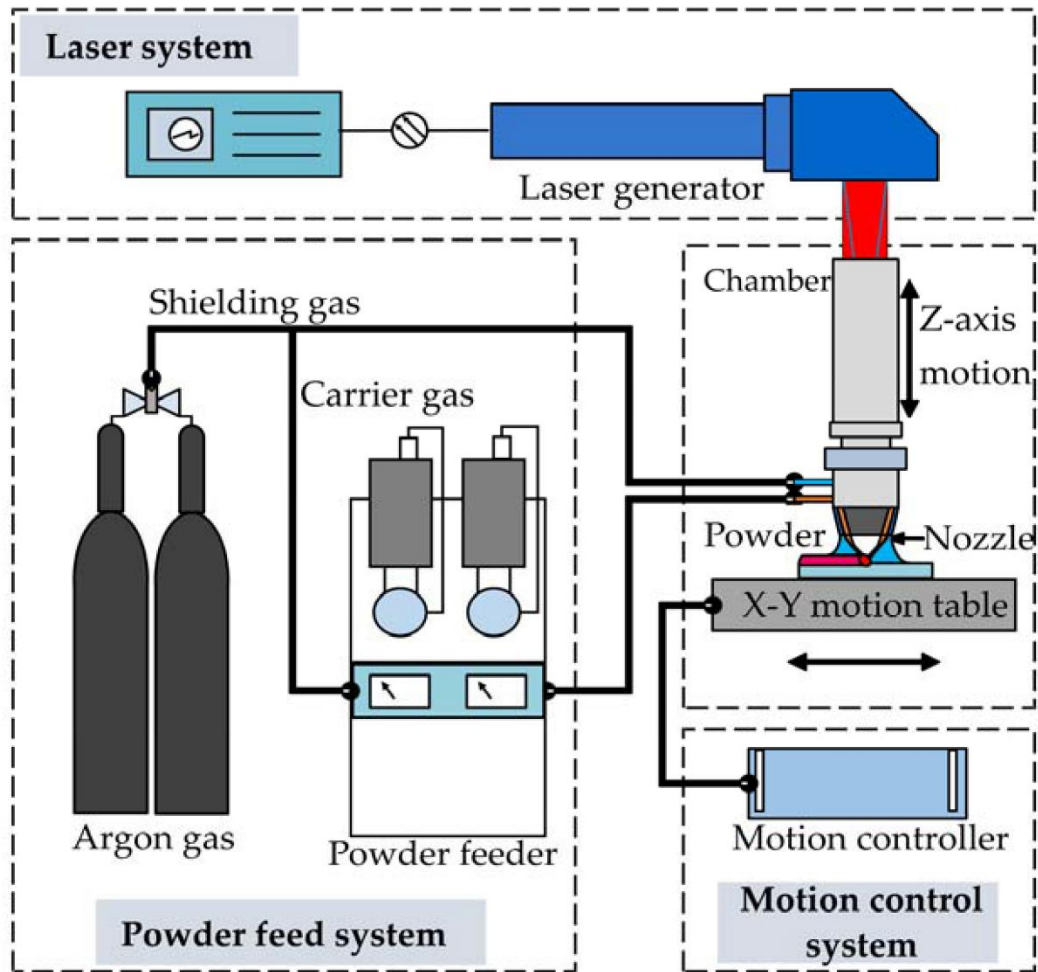 Laser system
Laser generator
Shielding gas
Carrier gas
Argon gas
Powder feeder
Powder feed system
Chamber
Z-axis
motion
Powder
Nozzle
X-Y motion table
Motion controller
Motion control
system